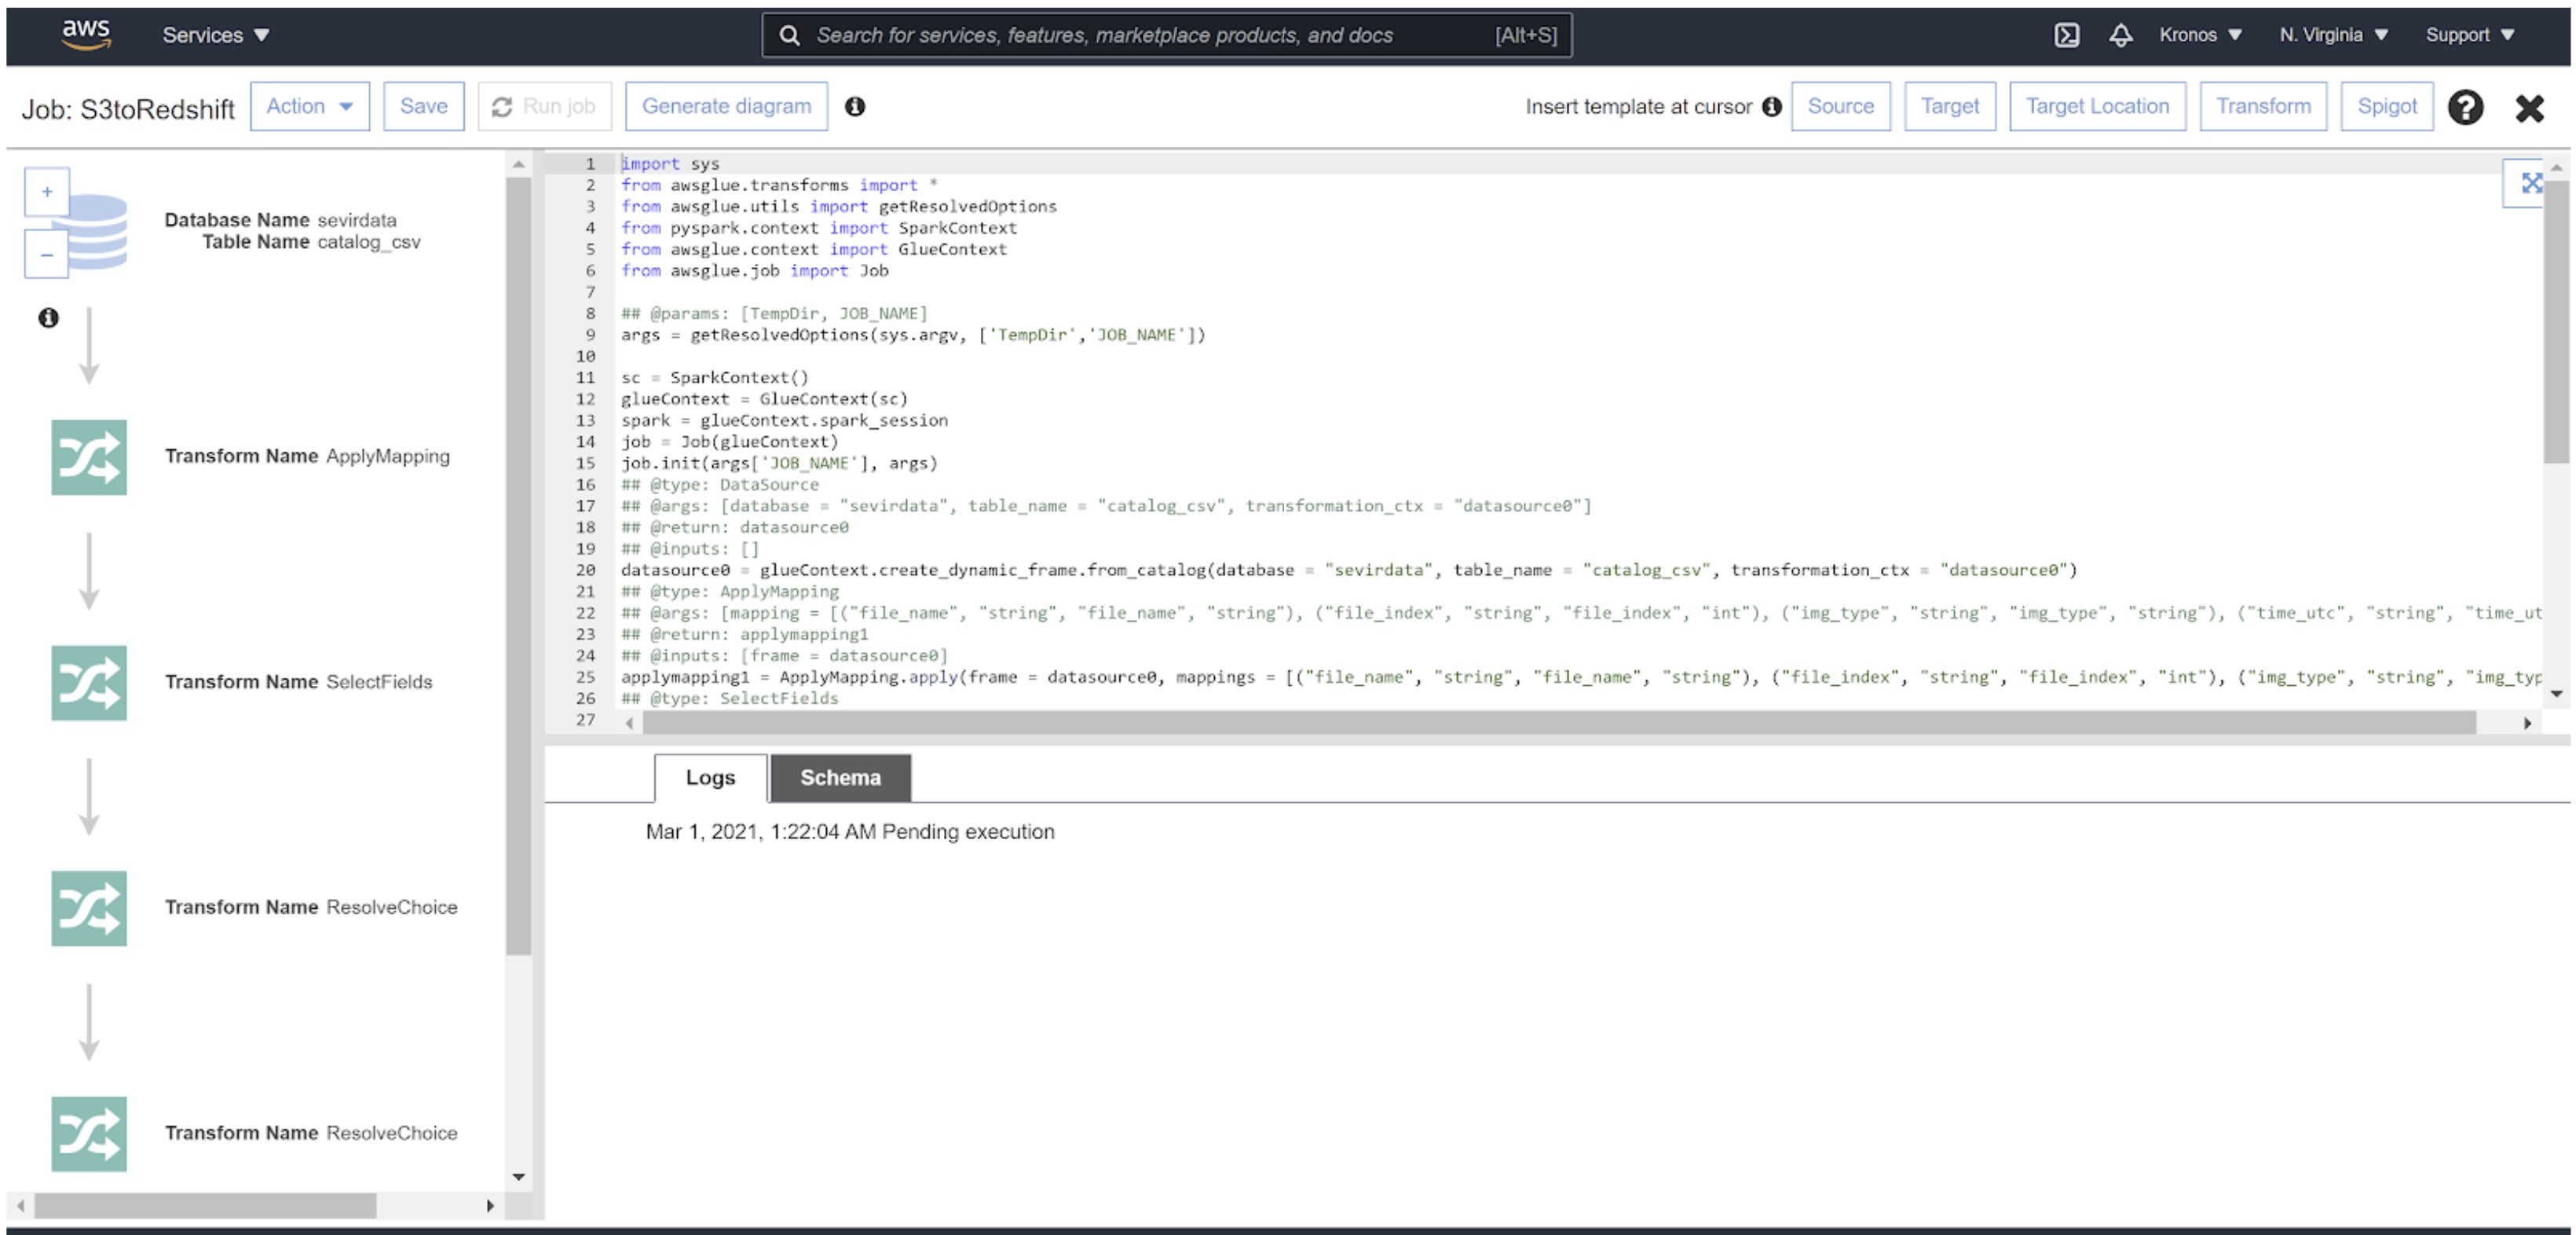 aws Services Search for services, features, marketplace products, and docs [Alt+S] Kronos N. Virginia Support
Job: S3toRedshift Action Save Run job Generate diagram Insert template at cursor Source Target Target Location Transform Spigot
+
Database Name sevirdata
Table Name catalog_csv
−
Transform Name ApplyMapping
Transform Name SelectFields
Transform Name ResolveChoice
Transform Name ResolveChoice
1 import sys
2 from awsglue.transforms import *
3 from awsglue.utils import getResolvedOptions
4 from pyspark.context import SparkContext
5 from awsglue.context import GlueContext
6 from awsglue.job import Job
7
8 ## @params: [TempDir, JOB_NAME]
9 args = getResolvedOptions(sys.argv, ['TempDir','JOB_NAME'])
10
11 sc = SparkContext()
12 glueContext = GlueContext(sc)
13 spark = glueContext.spark_session
14 job = Job(glueContext)
15 job.init(args['JOB_NAME'], args)
16 ## @type: DataSource
17 ## @args: [database = "sevirdata", table_name = "catalog_csv", transformation_ctx = "datasource0"]
18 ## @return: datasource0
19 ## @inputs: []
20 datasource0 = glueContext.create_dynamic_frame.from_catalog(database = "sevirdata", table_name = "catalog_csv", transformation_ctx = "datasource0")
21 ## @type: ApplyMapping
22 ## @args: [mapping = [("file_name", "string", "file_name", "string"), ("file_index", "string", "file_index", "int"), ("img_type", "string", "img_type", "string"), ("time_utc", "string", "time_ut
23 ## @return: applymapping1
24 ## @inputs: [frame = datasource0]
25 applymapping1 = ApplyMapping.apply(frame = datasource0, mappings = [("file_name", "string", "file_name", "string"), ("file_index", "string", "file_index", "int"), ("img_type", "string", "img_typ
26 ## @type: SelectFields
27
Logs Schema
Mar 1, 2021, 1:22:04 AM Pending execution